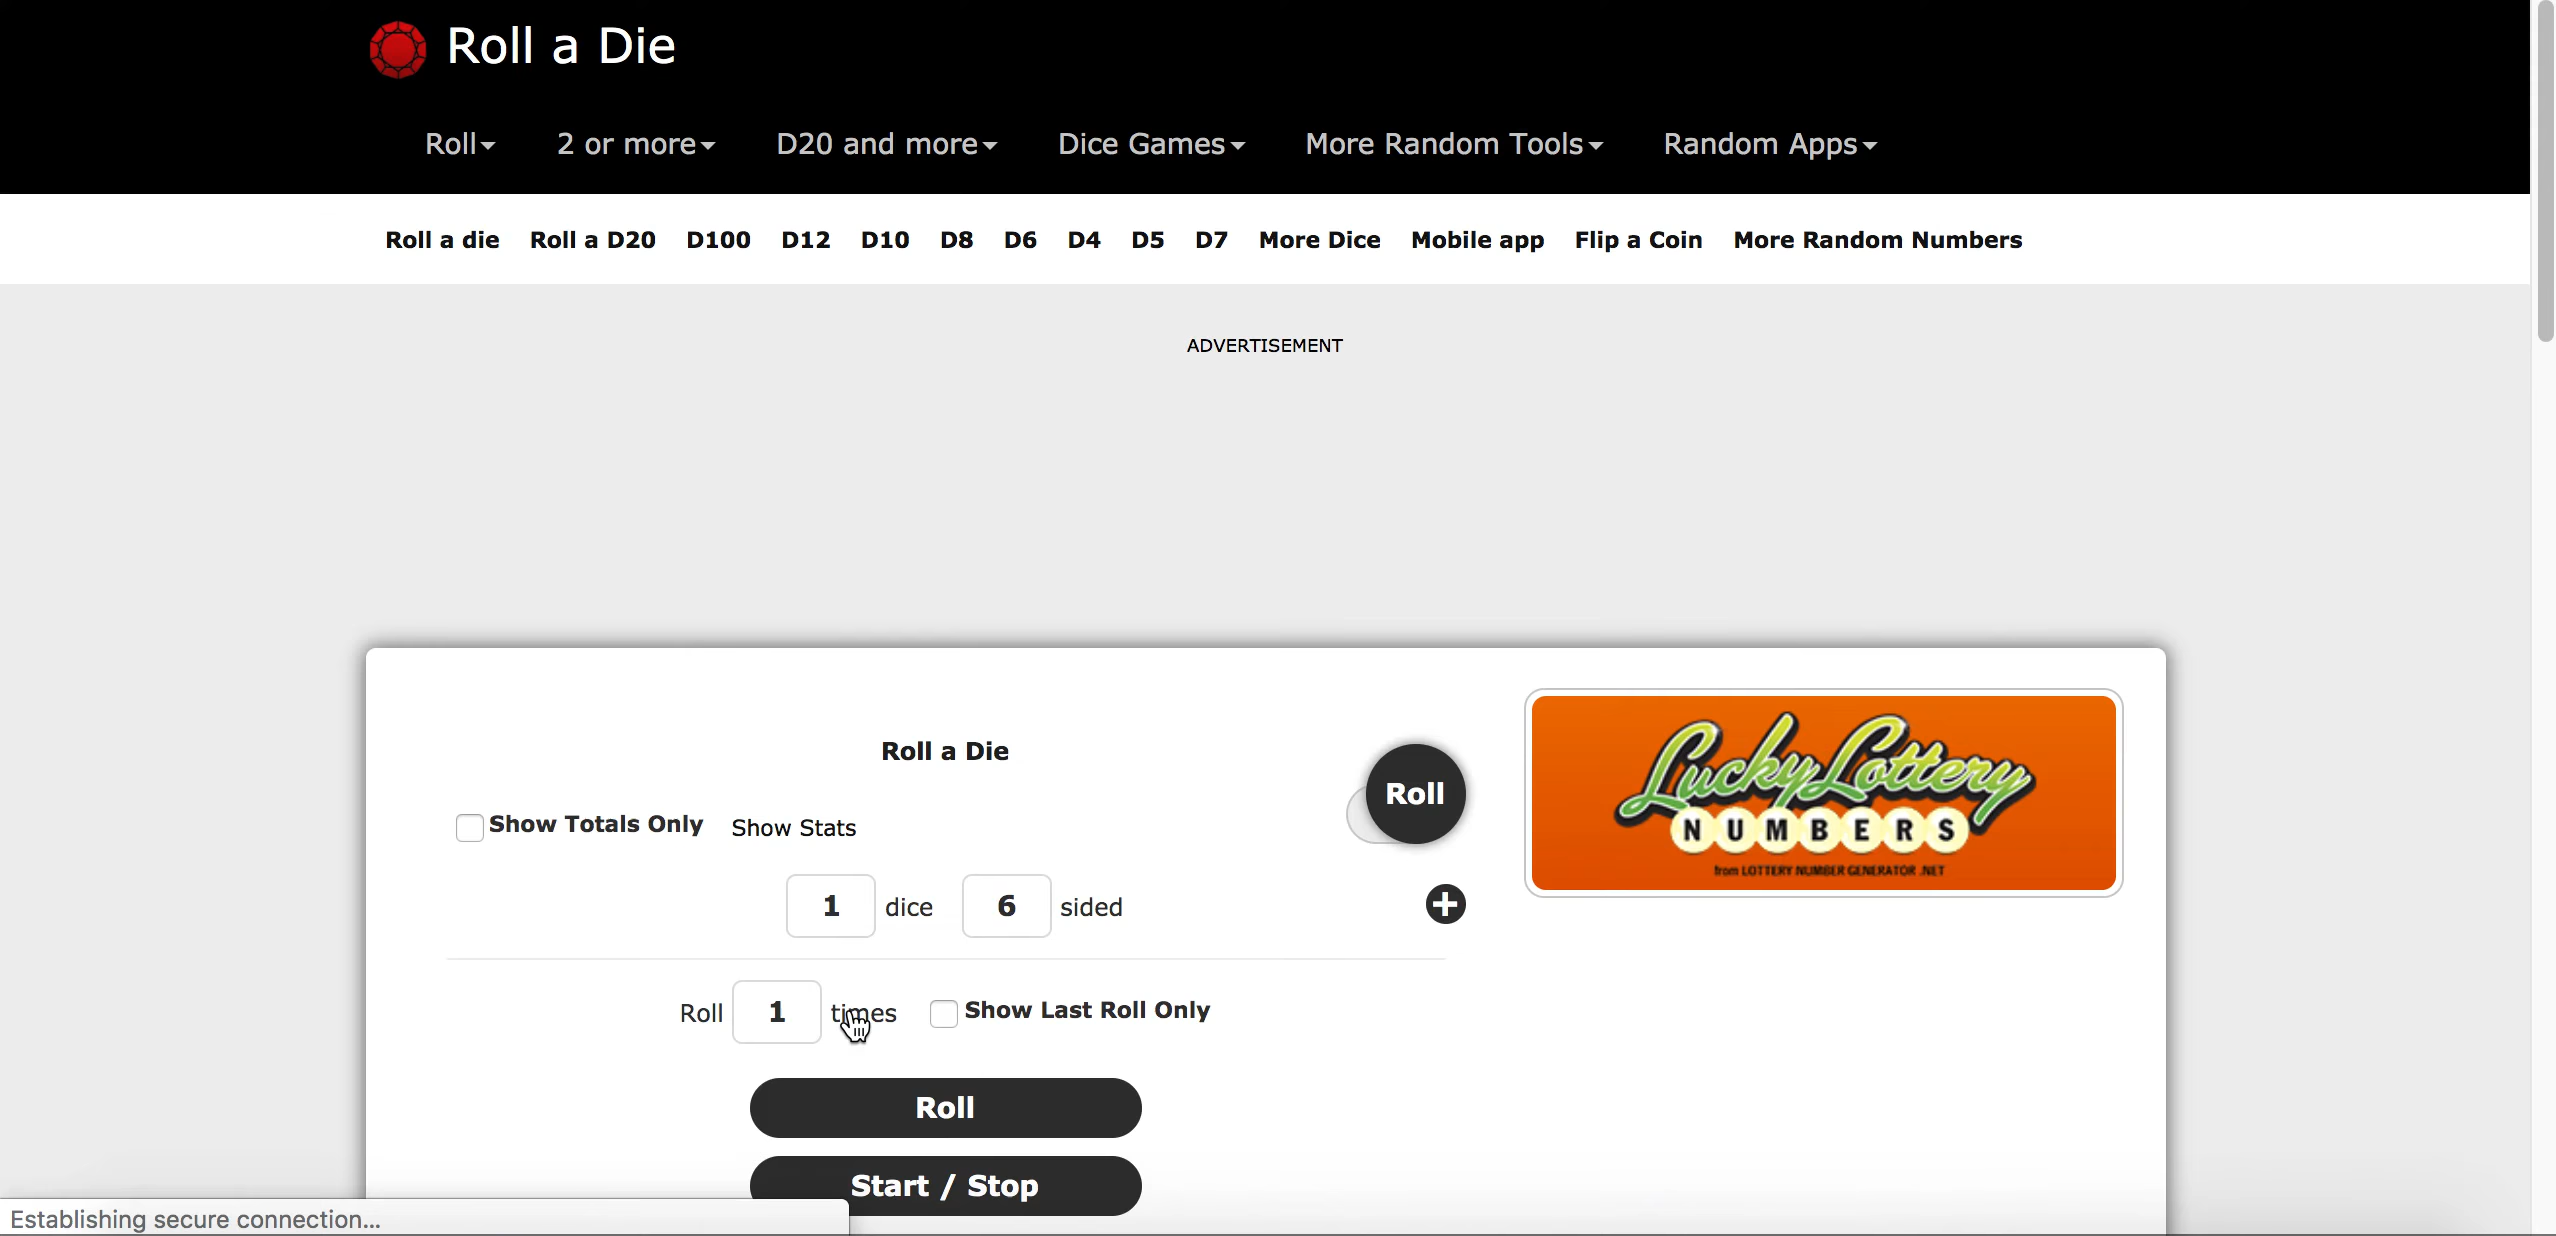 Roll a Die
Roll 2 or more D20 and more Dice Games More Random Tools Random Apps
Roll a die Roll a D20 D100 D12 D10 D8 D6 D4 D5 D7 More Dice Mobile app Flip a Coin More Random Numbers
ADVERTISEMENT
Roll a Die
Roll
Show Totals Only Show Stats
1 dice 6 sided
Roll 1 times Show Last Roll Only
Roll
Start / Stop
Lucky Lottery
NUMBERS
from LOTTERY NUMBER GENERATOR .NET
Establishing secure connection...